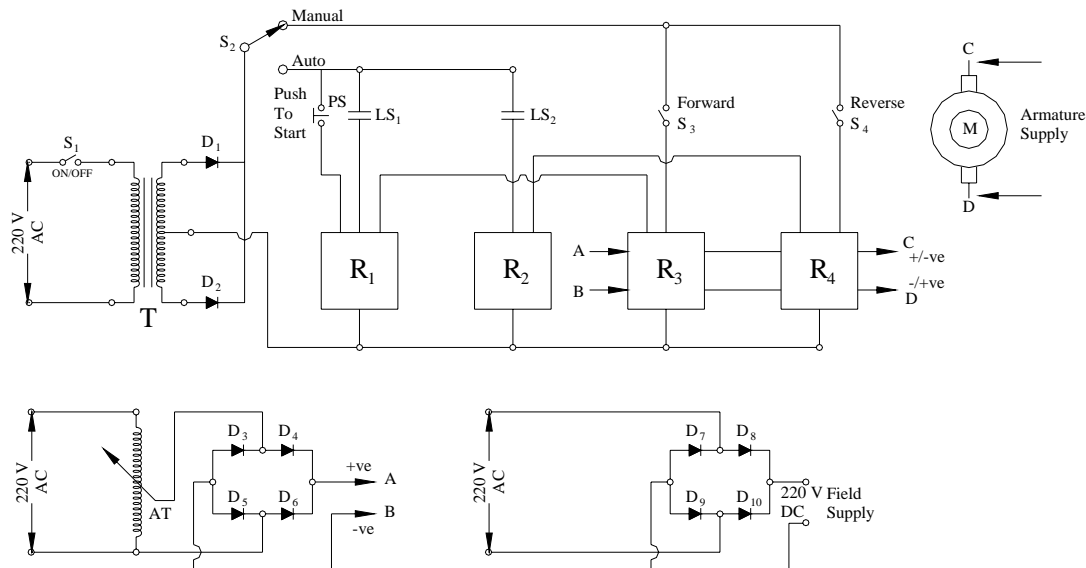 Manual
S2
Auto
Push
To
Start
PS
LS1
LS2
Forward
S3
Reverse
S4
C
M
Armature
Supply
D
S1
ON/OFF
D1
220 V
AC
D2
T
R1
R2
A
B
R3
R4
C
+/-ve
-/+ve
D
220 V
AC
AT
D3
D4
D5
D6
+ve
A
B
-ve
220 V
AC
D7
D8
D9
D10
220 V
DC
Field
Supply